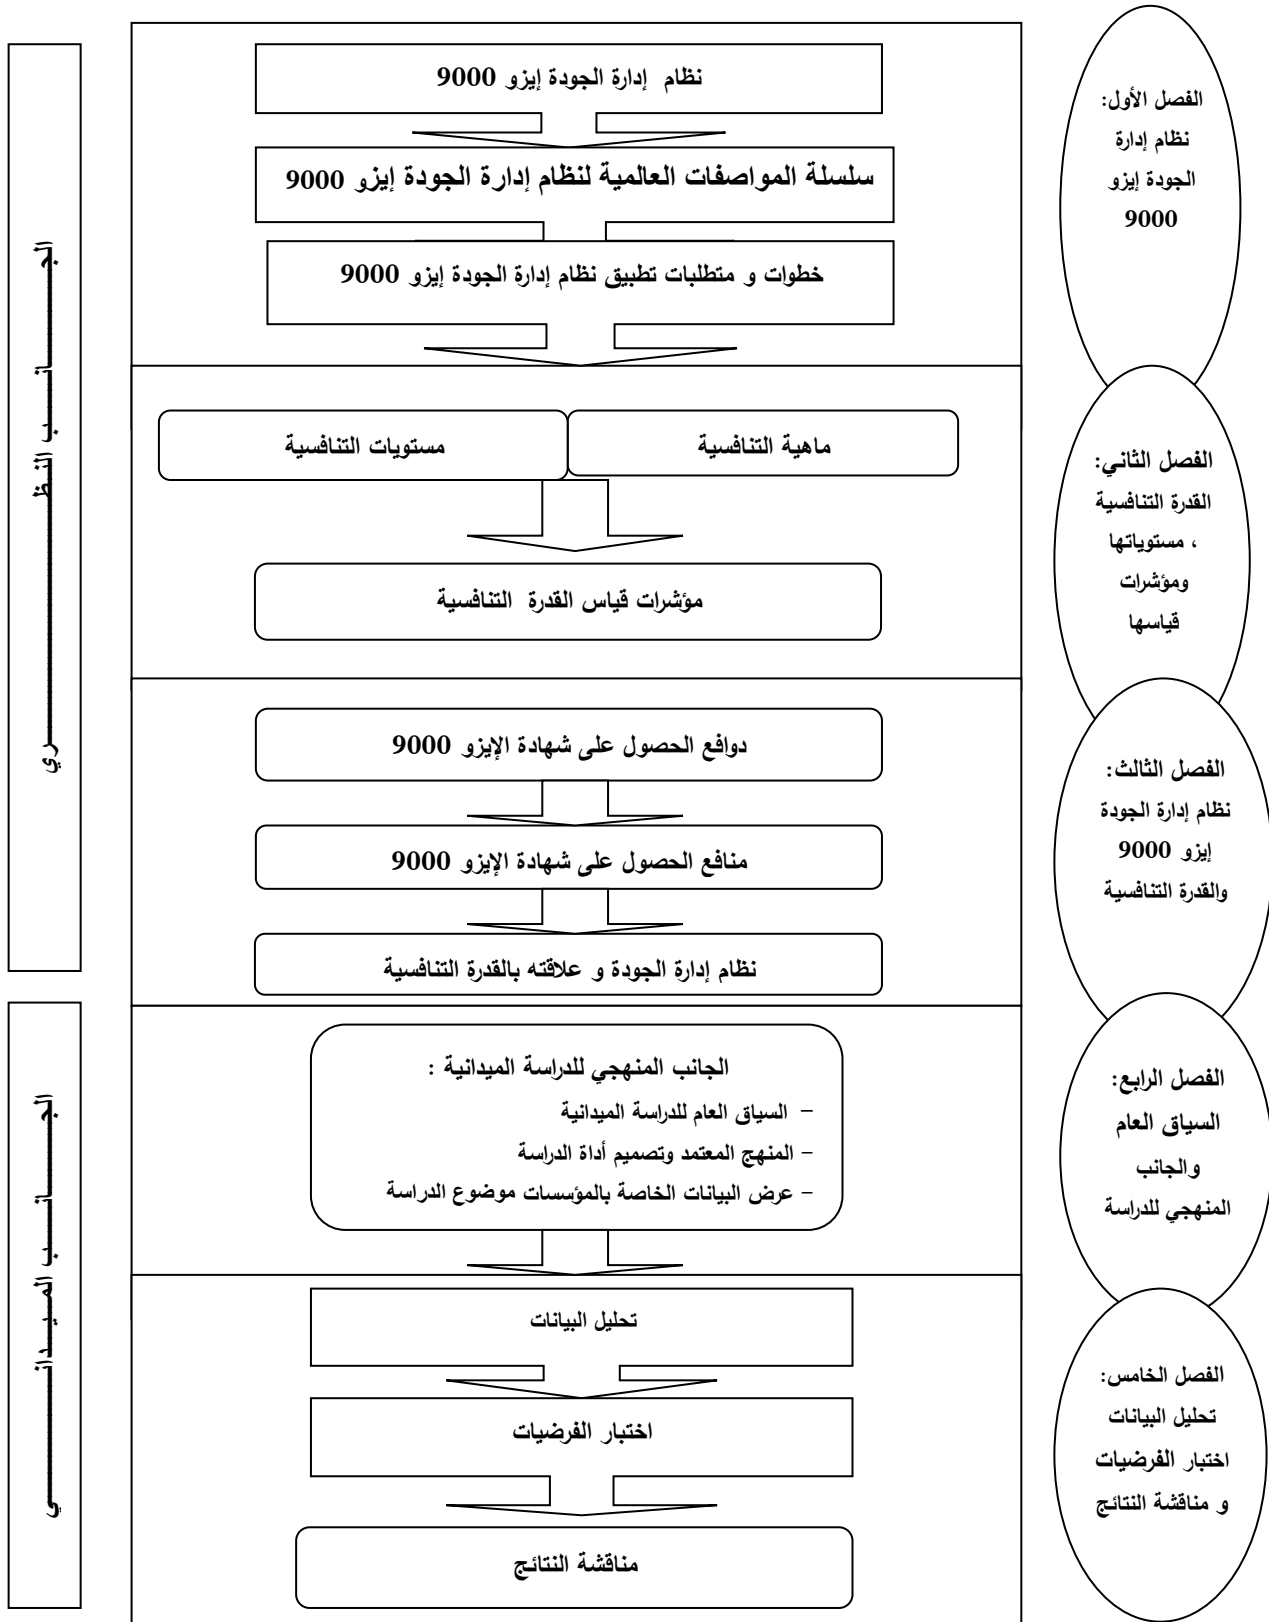 الفصل الأول:
نظام إدارة
الجودة إيزو
9000
نظام إدارة الجودة إيزو 9000
سلسلة المواصفات العالمية لنظام إدارة الجودة إيزو 9000
خطوات و متطلبات تطبيق نظام إدارة الجودة إيزو 9000
الجـــانــب النظـــري
الفصل الثاني:
القدرة التنافسية
، مستوياتها
ومؤشرات
قياسها
ماهية التنافسية
مستويات التنافسية
مؤشرات قياس القدرة التنافسية
الفصل الثالث:
نظام إدارة الجودة
إيزو 9000
والقدرة التنافسية
دوافع الحصول على شهادة الإيزو 9000
منافع الحصول على شهادة الإيزو 9000
نظام إدارة الجودة و علاقته بالقدرة التنافسية
الفصل الرابع:
السياق العام
والجانب
المنهجي للدراسة
الجانب المنهجي للدراسة الميدانية :
– السياق العام للدراسة الميدانية
– المنهج المعتمد وتصميم أداة الدراسة
– عرض البيانات الخاصة بالمؤسسات موضوع الدراسة
الجـــانــب الميــدانـــي
الفصل الخامس:
تحليل البيانات
اختبار الفرضيات
و مناقشة النتائج
تحليل البيانات
اختبار الفرضيات
مناقشة النتائج